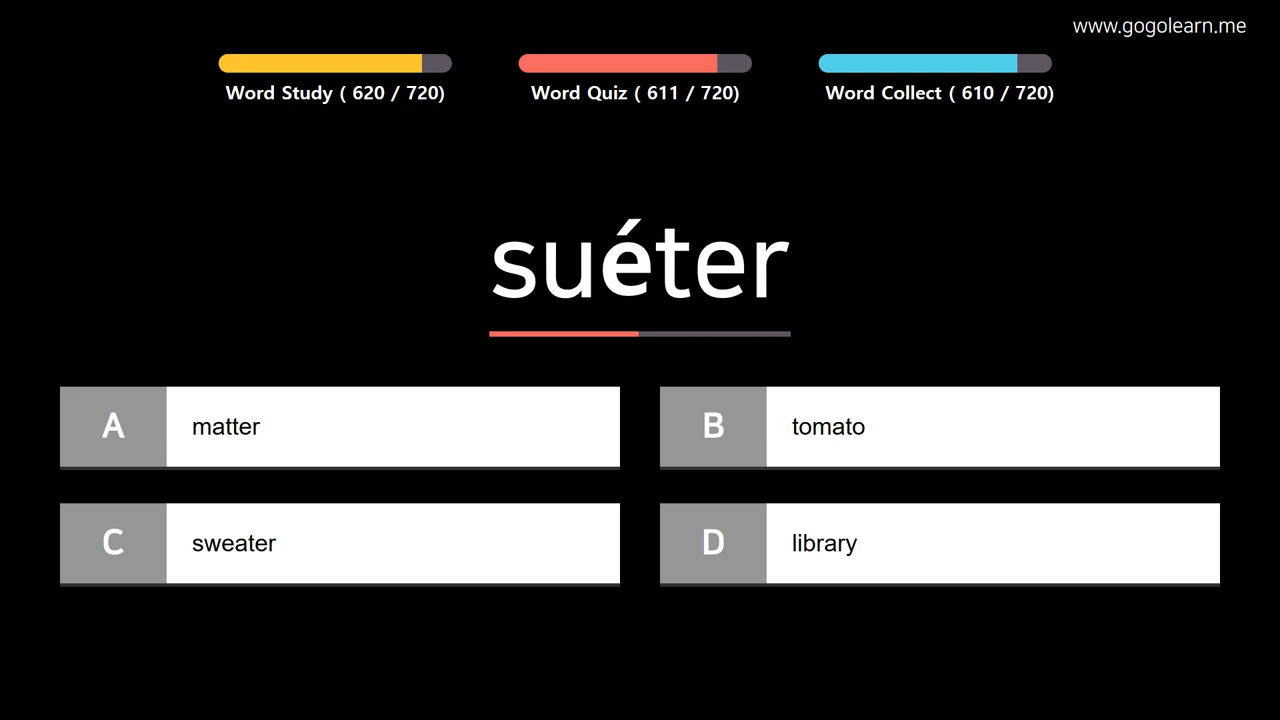 www.gogolearn.me
Word Study ( 620 / 720)
Word Quiz ( 611 / 720)
Word Collect ( 610 / 720)
suéter
A matter
B tomato
C sweater
D library